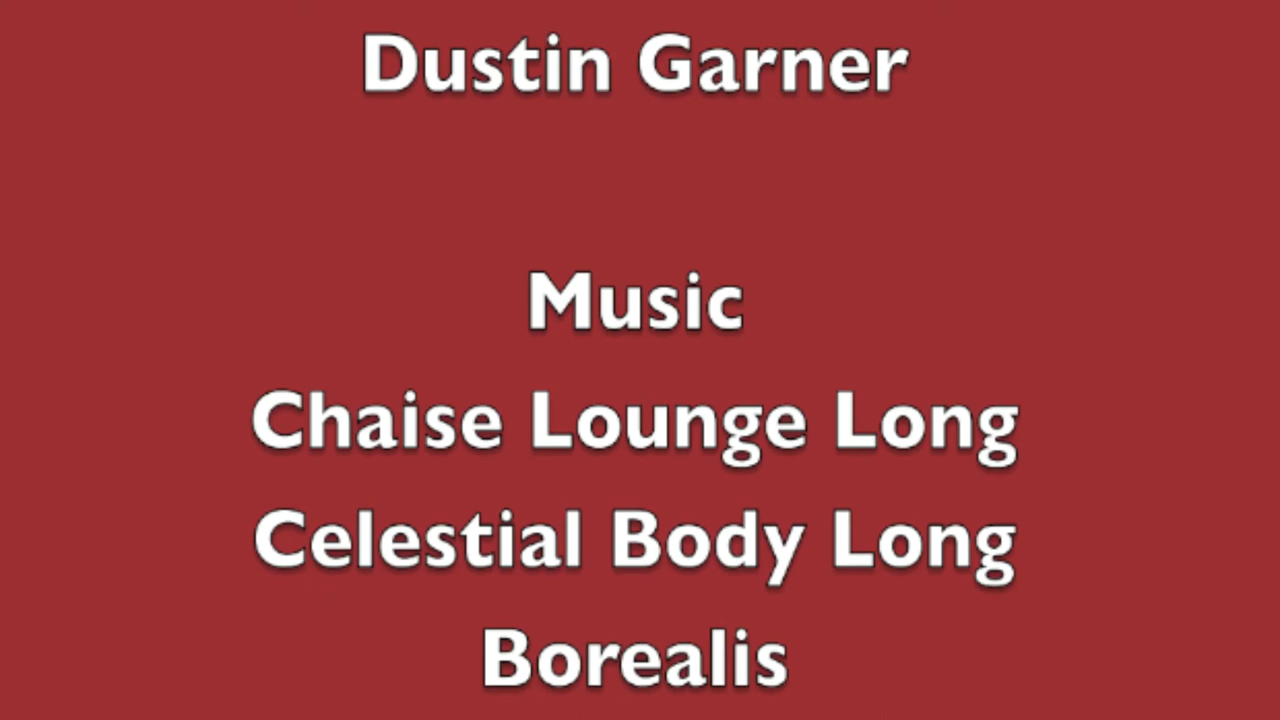 Dustin Garner
Music
Chaise Lounge Long
Celestial Body Long
Borealis